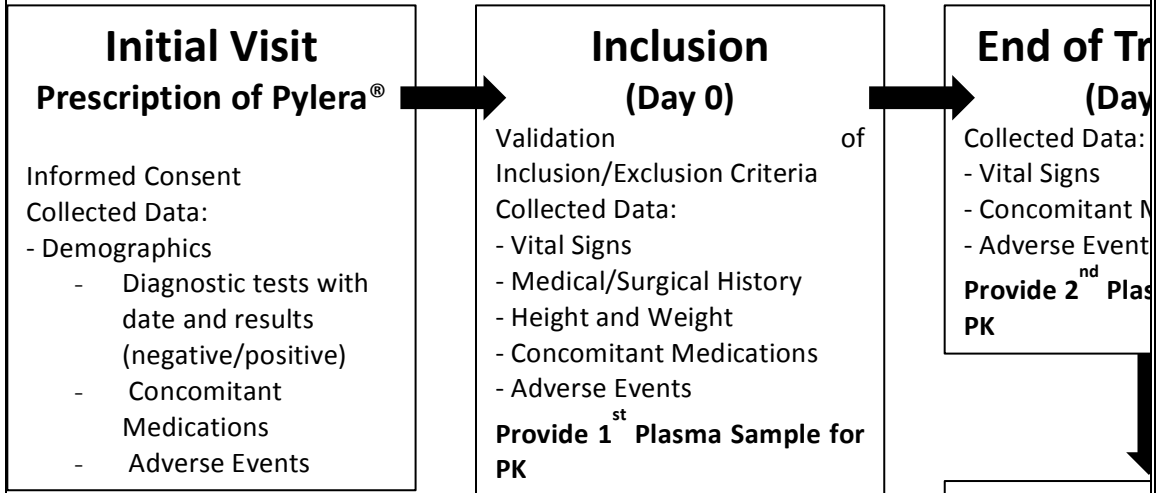 Initial Visit
Prescription of Pylera®
Informed Consent
Collected Data:
- Demographics
- Diagnostic tests with
date and results
(negative/positive)
- Concomitant
Medications
- Adverse Events
Inclusion
(Day 0)
Validation of
Inclusion/Exclusion Criteria
Collected Data:
- Vital Signs
- Medical/Surgical History
- Height and Weight
- Concomitant Medications
- Adverse Events
Provide 1st Plasma Sample for
PK
End of Tr
(Day
Collected Data:
- Vital Signs
- Concomitant
- Adverse Event
Provide 2nd Plas
PK